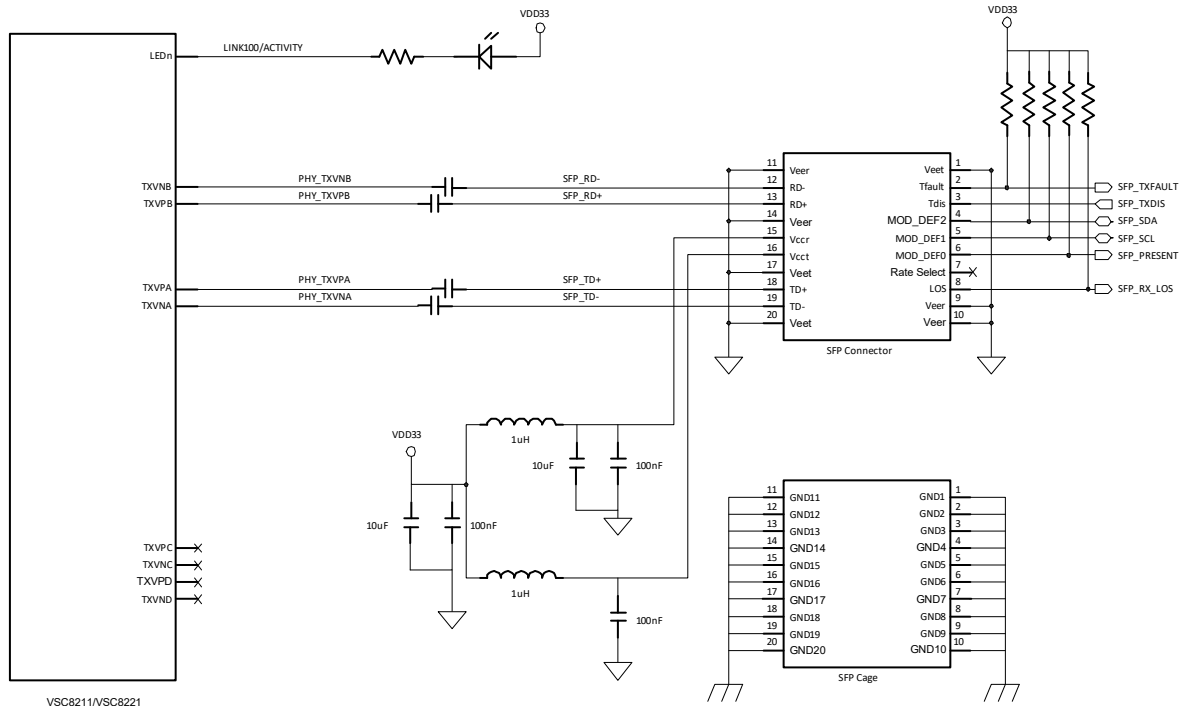 VDD33
VDD33
LEDn
LINK100/ACTIVITY
TXVNB
PHY_TXVNB
SFP_RD-
TXVPB
PHY_TXVPB
SFP_RD+
TXVPA
PHY_TXVPA
SFP_TD+
TXVNA
PHY_TXVNA
SFP_TD-
11 Veer Veet 1
12 RD- Tfault 2 SFP_TXFAULT
13 RD+ Tdis 3 SFP_TXDIS
14 Veer MOD_DEF2 4 SFP_SDA
15 Vccr MOD_DEF1 5 SFP_SCL
16 Vcct MOD_DEF0 6 SFP_PRESENT
17 Veet Rate Select 7
18 TD+ LOS 8 SFP_RX_LOS
19 TD- Veer 9
20 Veet Veer 10
SFP Connector
VDD33
1uH
10uF
100nF
10uF
100nF
1uH
100nF
TXVPC
TXVNC
TXVPD
TXVND
11 GND11 GND1 1
12 GND12 GND2 2
13 GND13 GND3 3
14 GND14 GND4 4
15 GND15 GND5 5
16 GND16 GND6 6
17 GND17 GND7 7
18 GND18 GND8 8
19 GND19 GND9 9
20 GND20 GND10 10
SFP Cage
VSC8211/VSC8221